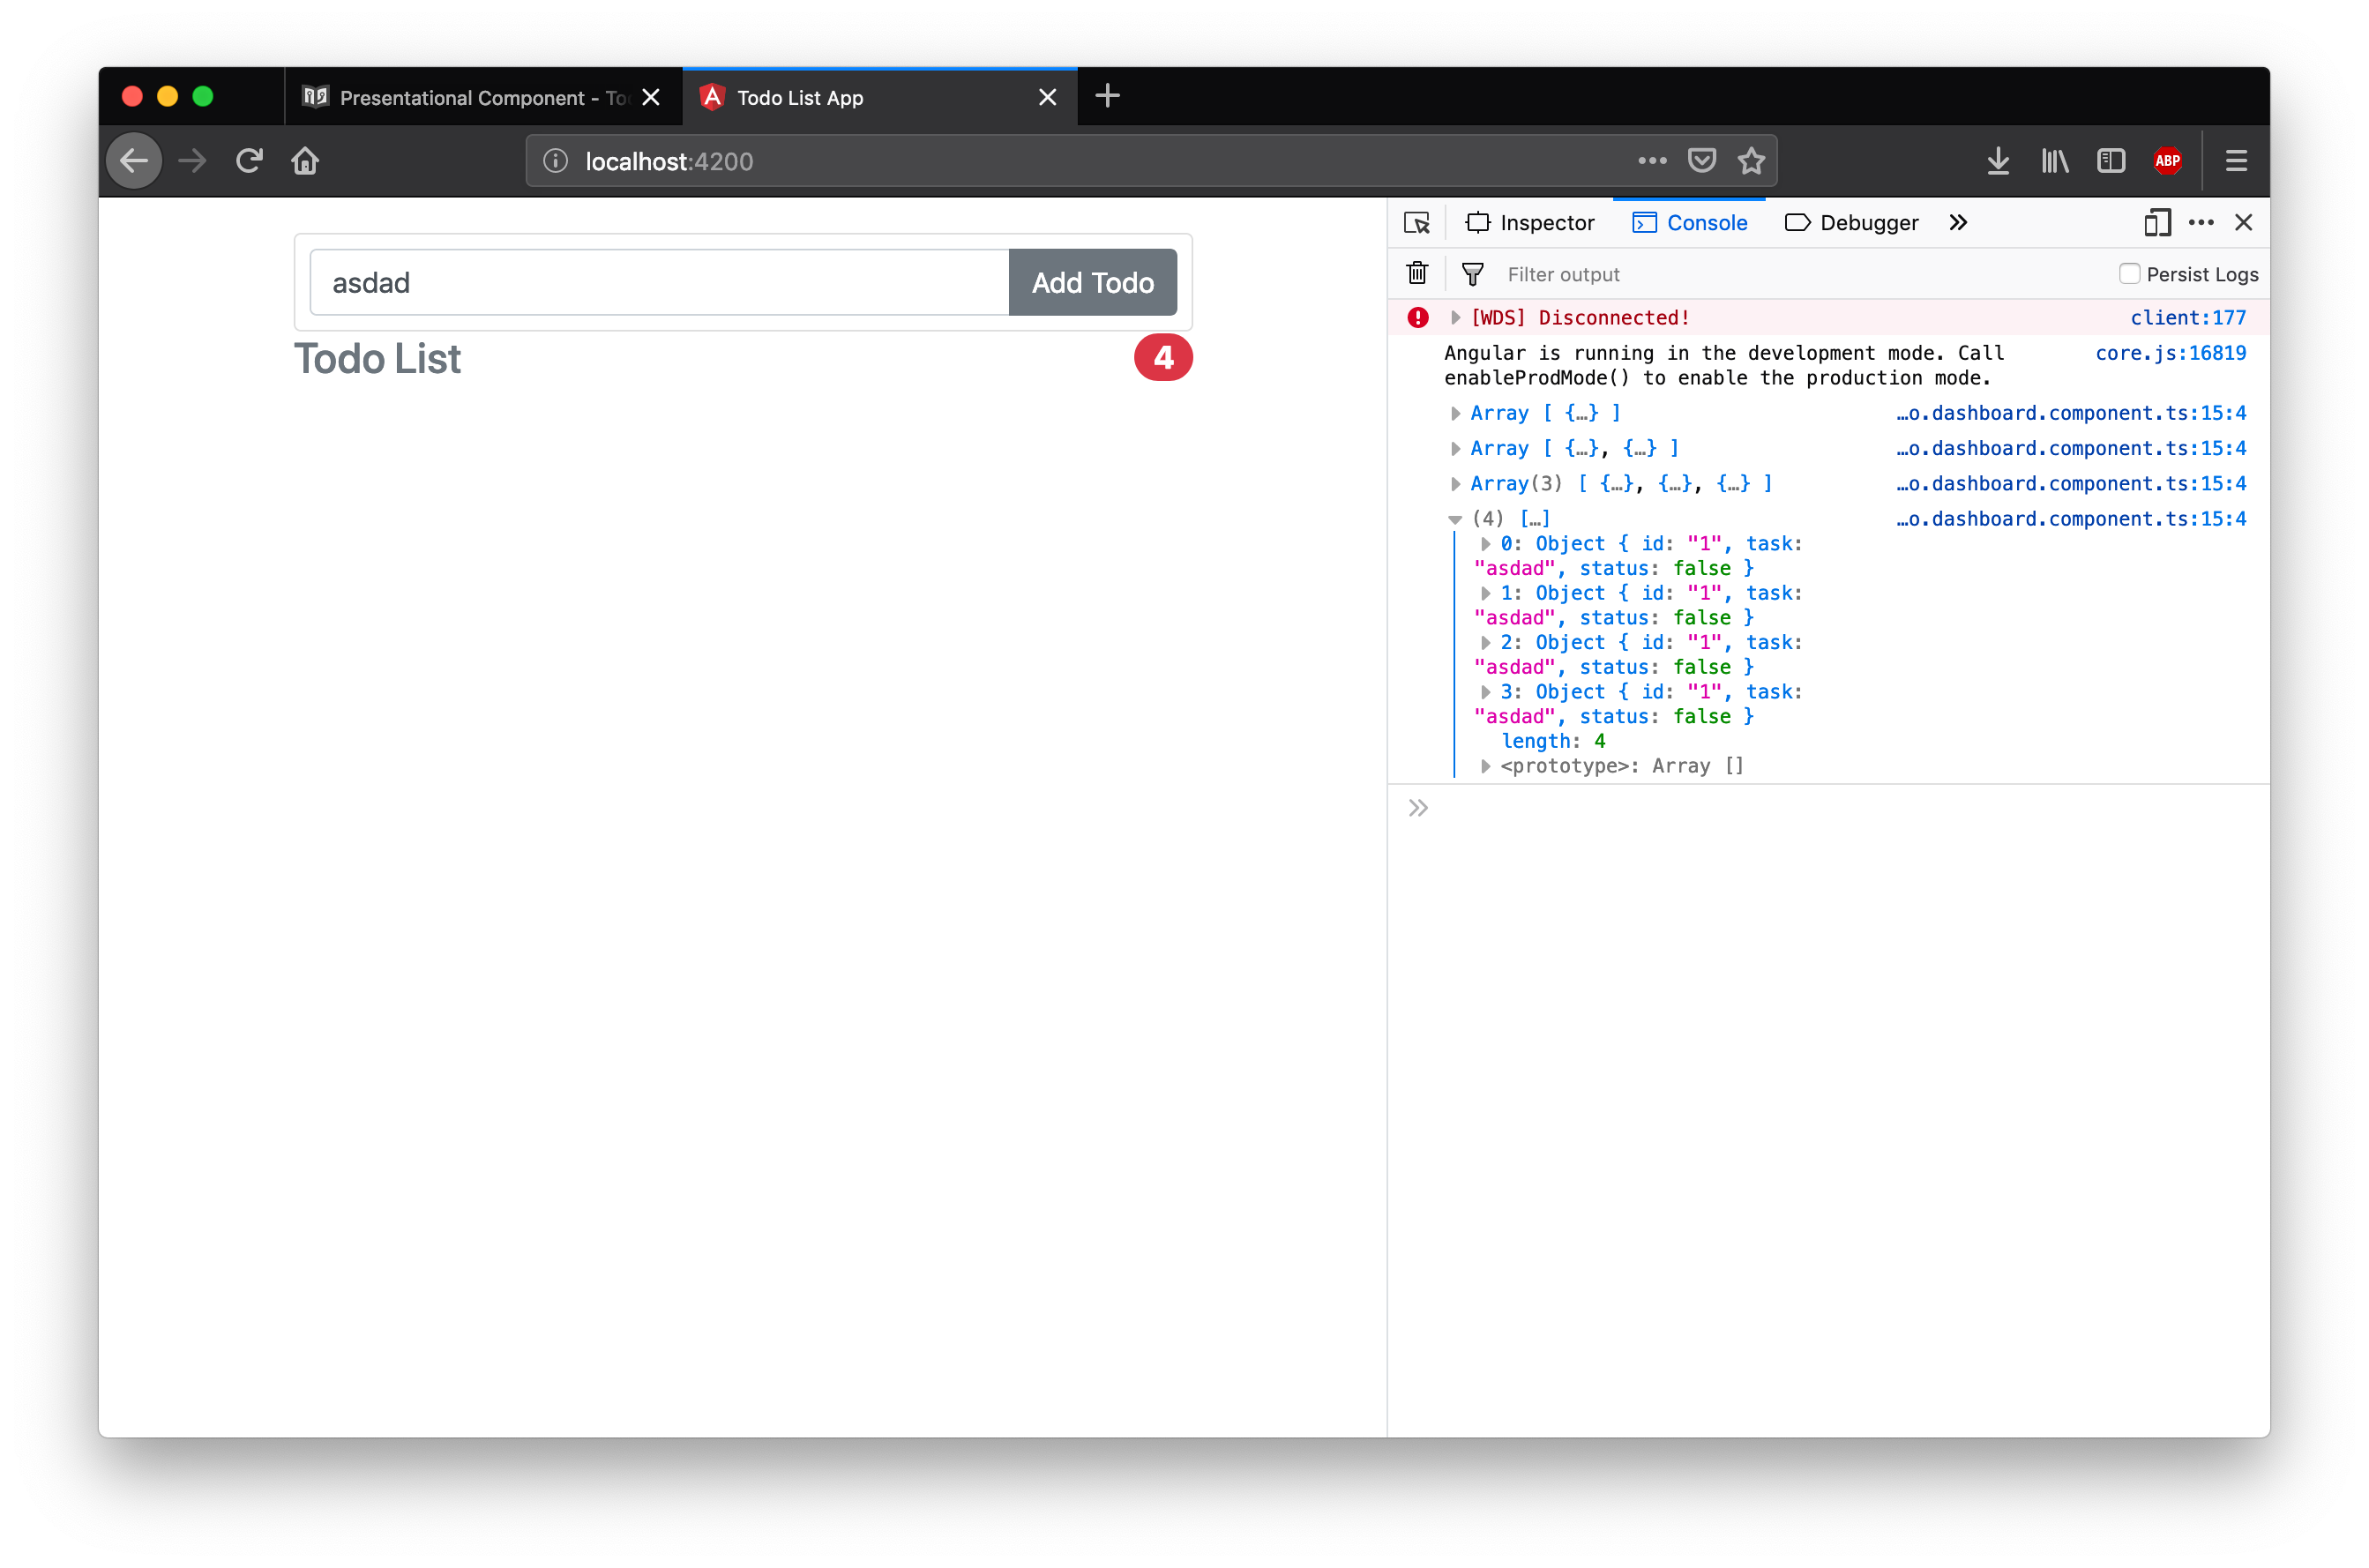 Presentational Component - To
Todo List App
localhost:4200
ABP
asdad
Add Todo
Todo List
4
Inspector
Console
Debugger
Filter output
Persist Logs
[WDS] Disconnected! client:177
Angular is running in the development mode. Call core.js:16819
enableProdMode() to enable the production mode.
Array [ {…} ] …o.dashboard.component.ts:15:4
Array [ {…}, {…} ] …o.dashboard.component.ts:15:4
Array(3) [ {…}, {…}, {…} ] …o.dashboard.component.ts:15:4
(4) […] …o.dashboard.component.ts:15:4
0: Object { id: "1", task:
"asdad", status: false }
1: Object { id: "1", task:
"asdad", status: false }
2: Object { id: "1", task:
"asdad", status: false }
3: Object { id: "1", task:
"asdad", status: false }
length: 4
<prototype>: Array []